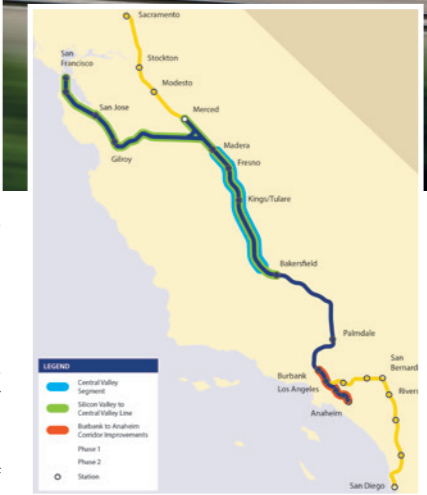 Sacramento
Stockton
Modesto
Merced
San
Francisco
San Jose
Gilroy
Madera
Fresno
Kings/Tulare
Bakersfield
Palmdale
Burbank
Los Angeles
Anaheim
San
Bernard
Rivers
San Diego
LEGEND
Central Valley
Segment
Silicon Valley to
Central Valley Line
Burbank to Anaheim
Corridor Improvements
Phase 1
Phase 2
Station